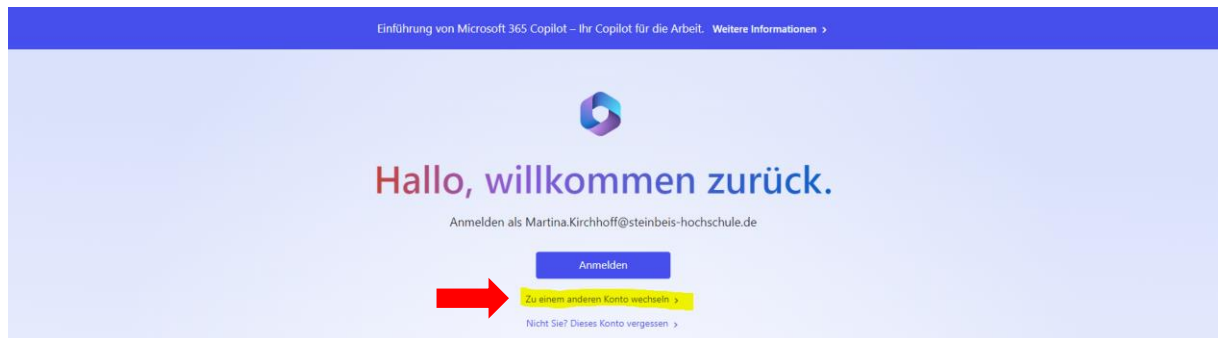 Einführung von Microsoft 365 Copilot – Ihr Copilot für die Arbeit. Weitere Informationen >
Hallo, willkommen zurück.
Anmelden als Martina.Kirchhoff@steinbeis-hochschule.de
Anmelden
Zu einem anderen Konto wechseln >
Nicht Sie? Dieses Konto vergessen >